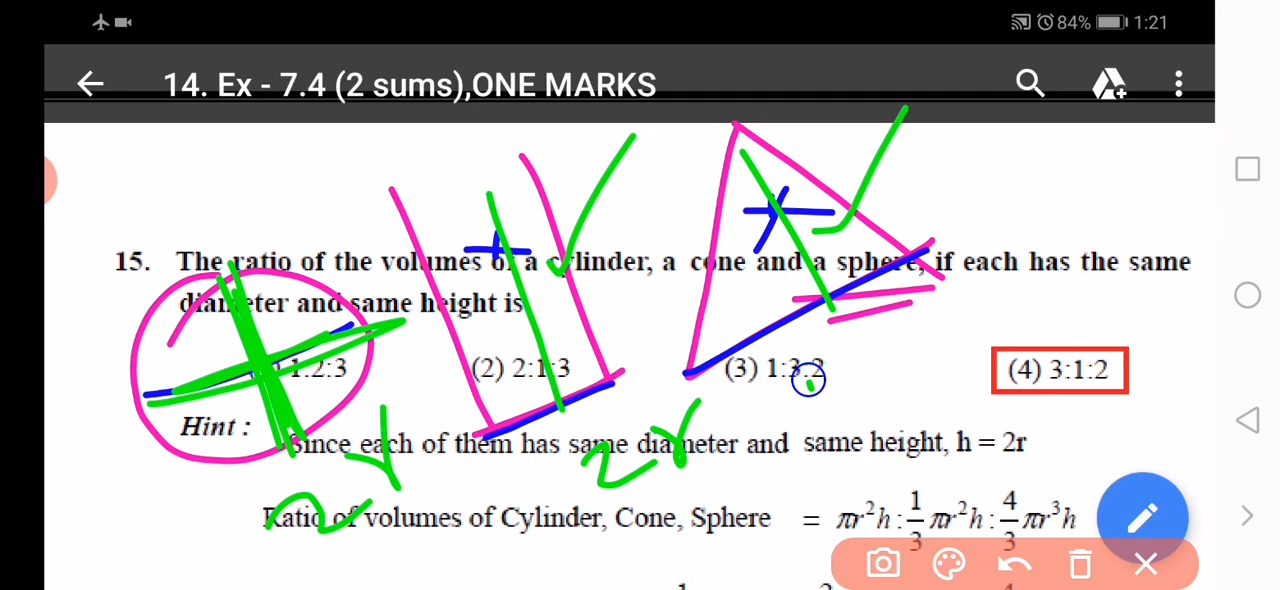 84% 1:21
14. Ex - 7.4 (2 sums),ONE MARKS
15. The ratio of the volumes of a cylinder, a cone and a sphere, if each has the same
diameter and same height is
1:2:3 (2) 2:1:3 (3) 1:3:2 (4) 3:1:2
Hint :
Since each of them has same diameter and same height, h = 2r
2r 2r
Ratio of volumes of Cylinder, Cone, Sphere = πr²h : 1/3 πr²h : 4/3 πr³h